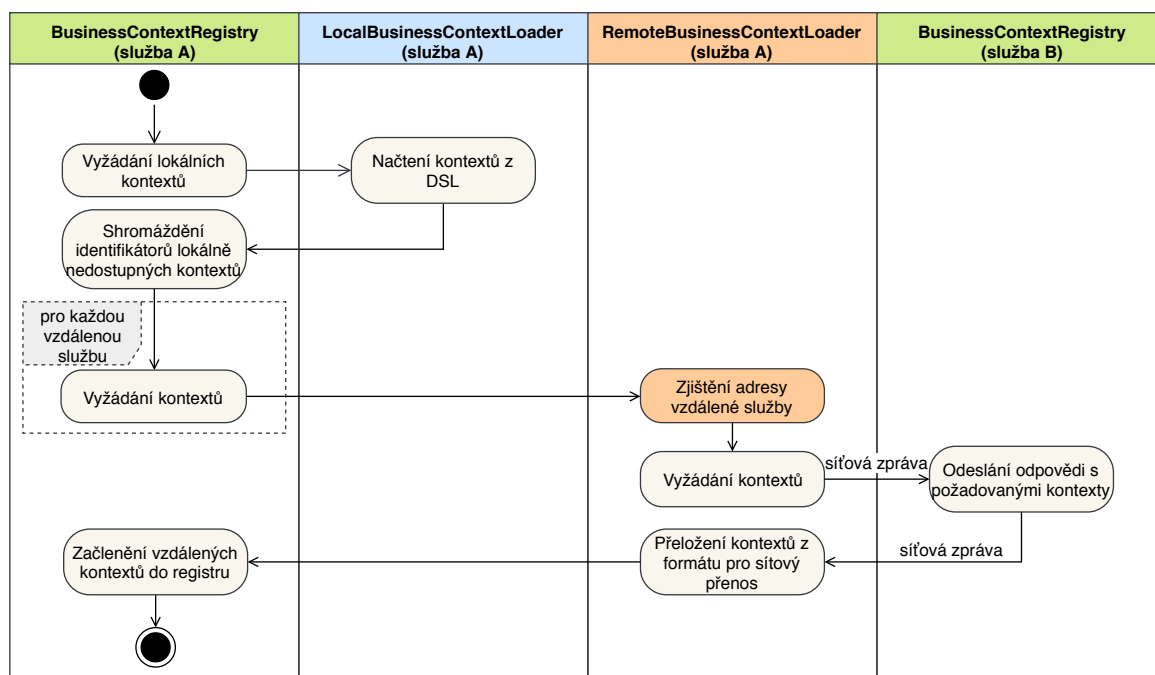 BusinessContextRegistry
(služba A)
LocalBusinessContextLoader
(služba A)
RemoteBusinessContextLoader
(služba A)
BusinessContextRegistry
(služba B)
Vyžádání lokálních
kontextů
Načtení kontextů z
DSL
Shromáždění
identifikátorů lokálně
nedostupných kontextů
pro každou
vzdálenou
službu
Vyžádání kontextů
Zjištění adresy
vzdálené služby
Vyžádání kontextů
síťová zpráva
Odeslání odpovědi s
požadovanými kontexty
Začlenění vzdálených
kontextů do registru
Přeložení kontextů z
formátu pro sítový
přenos
síťová zpráva